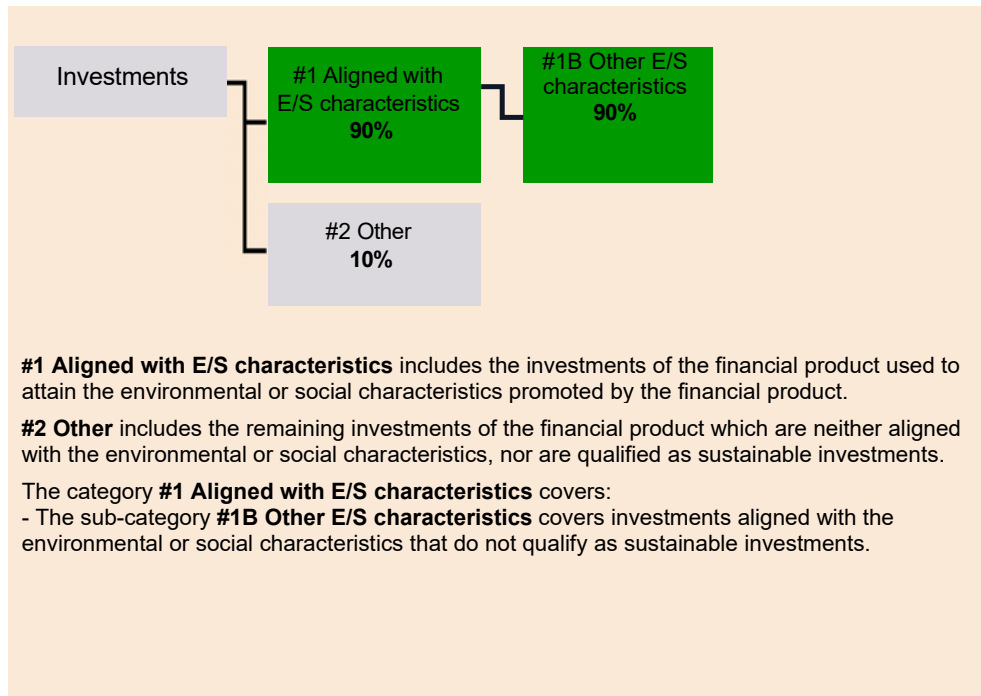 Investments
#1 Aligned with
E/S characteristics
90%
#1B Other E/S
characteristics
90%
#2 Other
10%
#1 Aligned with E/S characteristics includes the investments of the financial product used to
attain the environmental or social characteristics promoted by the financial product.
#2 Other includes the remaining investments of the financial product which are neither aligned
with the environmental or social characteristics, nor are qualified as sustainable investments.
The category #1 Aligned with E/S characteristics covers:
- The sub-category #1B Other E/S characteristics covers investments aligned with the
environmental or social characteristics that do not qualify as sustainable investments.